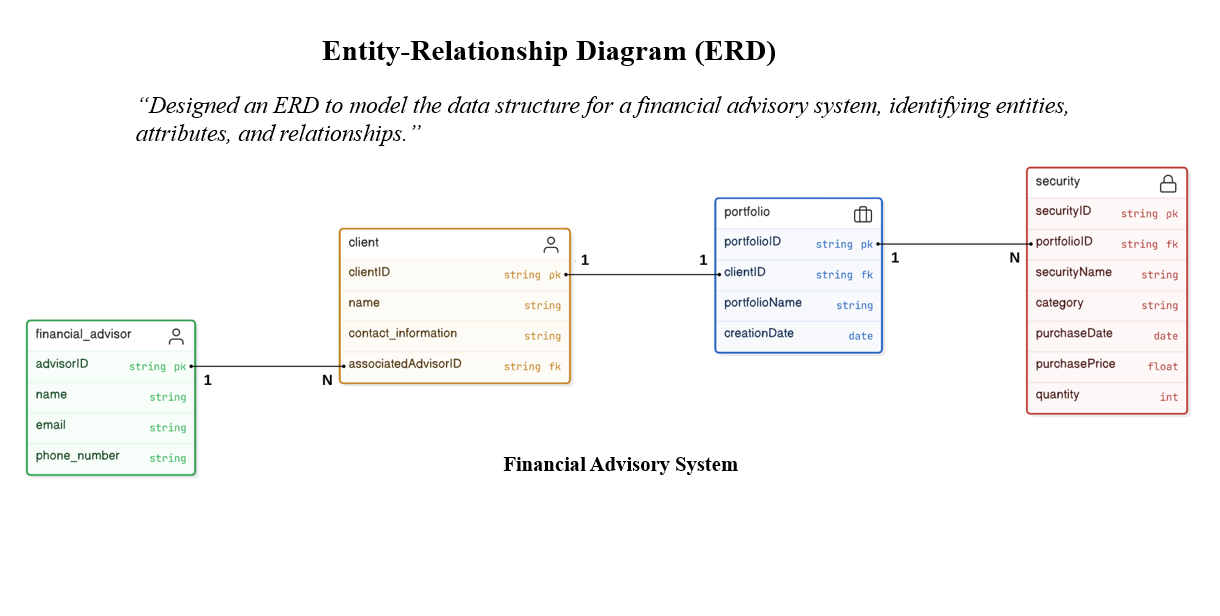 Entity-Relationship Diagram (ERD)
“Designed an ERD to model the data structure for a financial advisory system, identifying entities,
attributes, and relationships.”
financial_advisor
advisorID string pk
name string
email string
phone_number string
1
N
client
clientID string pk
name string
contact_information string
associatedAdvisorID string fk
1
1
portfolio
portfolioID string pk
clientID string fk
portfolioName string
creationDate date
1
N
security
securityID string pk
portfolioID string fk
securityName string
category string
purchaseDate date
purchasePrice float
quantity int
Financial Advisory System